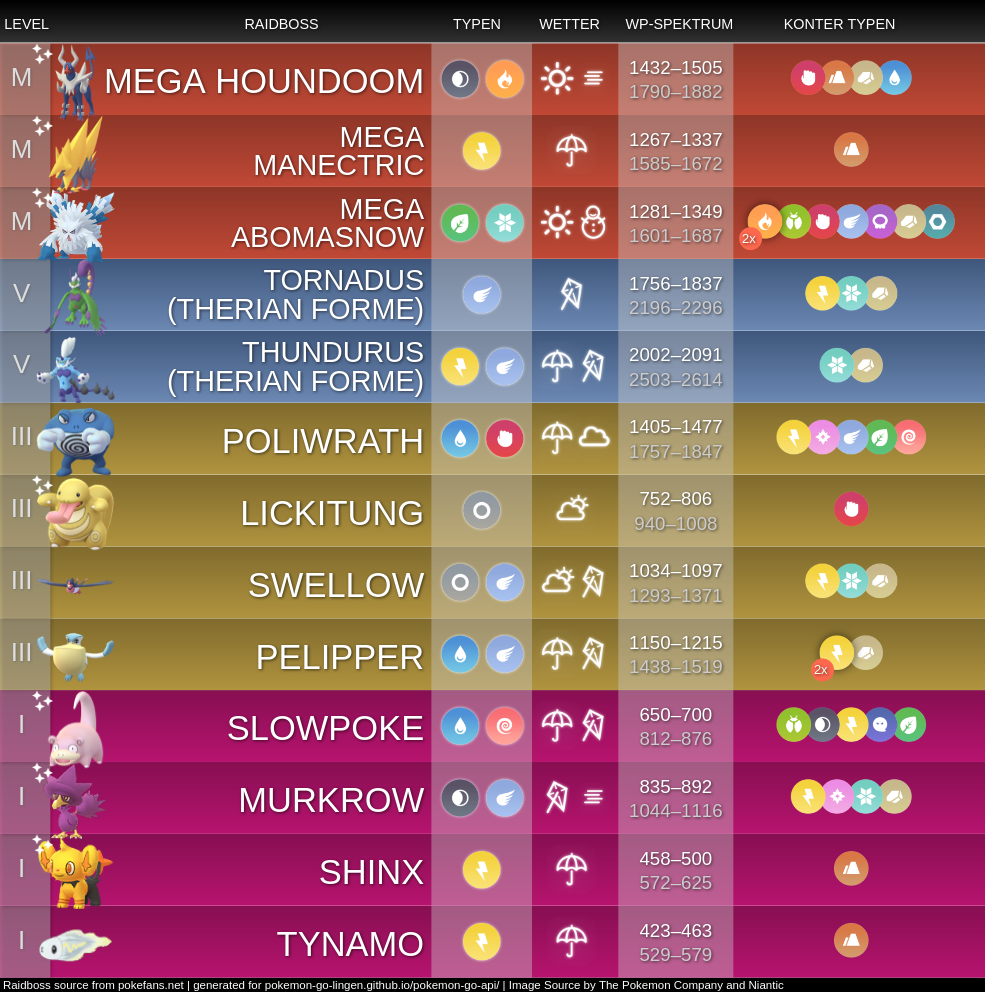 LEVEL RAIDBOSS TYPEN WETTER WP-SPEKTRUM KONTER TYPEN
M MEGA HOUNDOOM 1432–1505
1790–1882
M MEGA
MANECTRIC 1267–1337
1585–1672
M MEGA
ABOMASNOW 1281–1349
1601–1687 2x
V TORNADUS
(THERIAN FORME) 1756–1837
2196–2296
V THUNDURUS
(THERIAN FORME) 2002–2091
2503–2614
III POLIWRATH 1405–1477
1757–1847
III LICKITUNG 752–806
940–1008
III SWELLOW 1034–1097
1293–1371
III PELIPPER 1150–1215
1438–1519 2x
I SLOWPOKE 650–700
812–876
I MURKROW 835–892
1044–1116
I SHINX 458–500
572–625
I TYNAMO 423–463
529–579
Raidboss source from pokefans.net | generated for pokemon-go-lingen.github.io/pokemon-go-api/ | Image Source by The Pokemon Company and Niantic